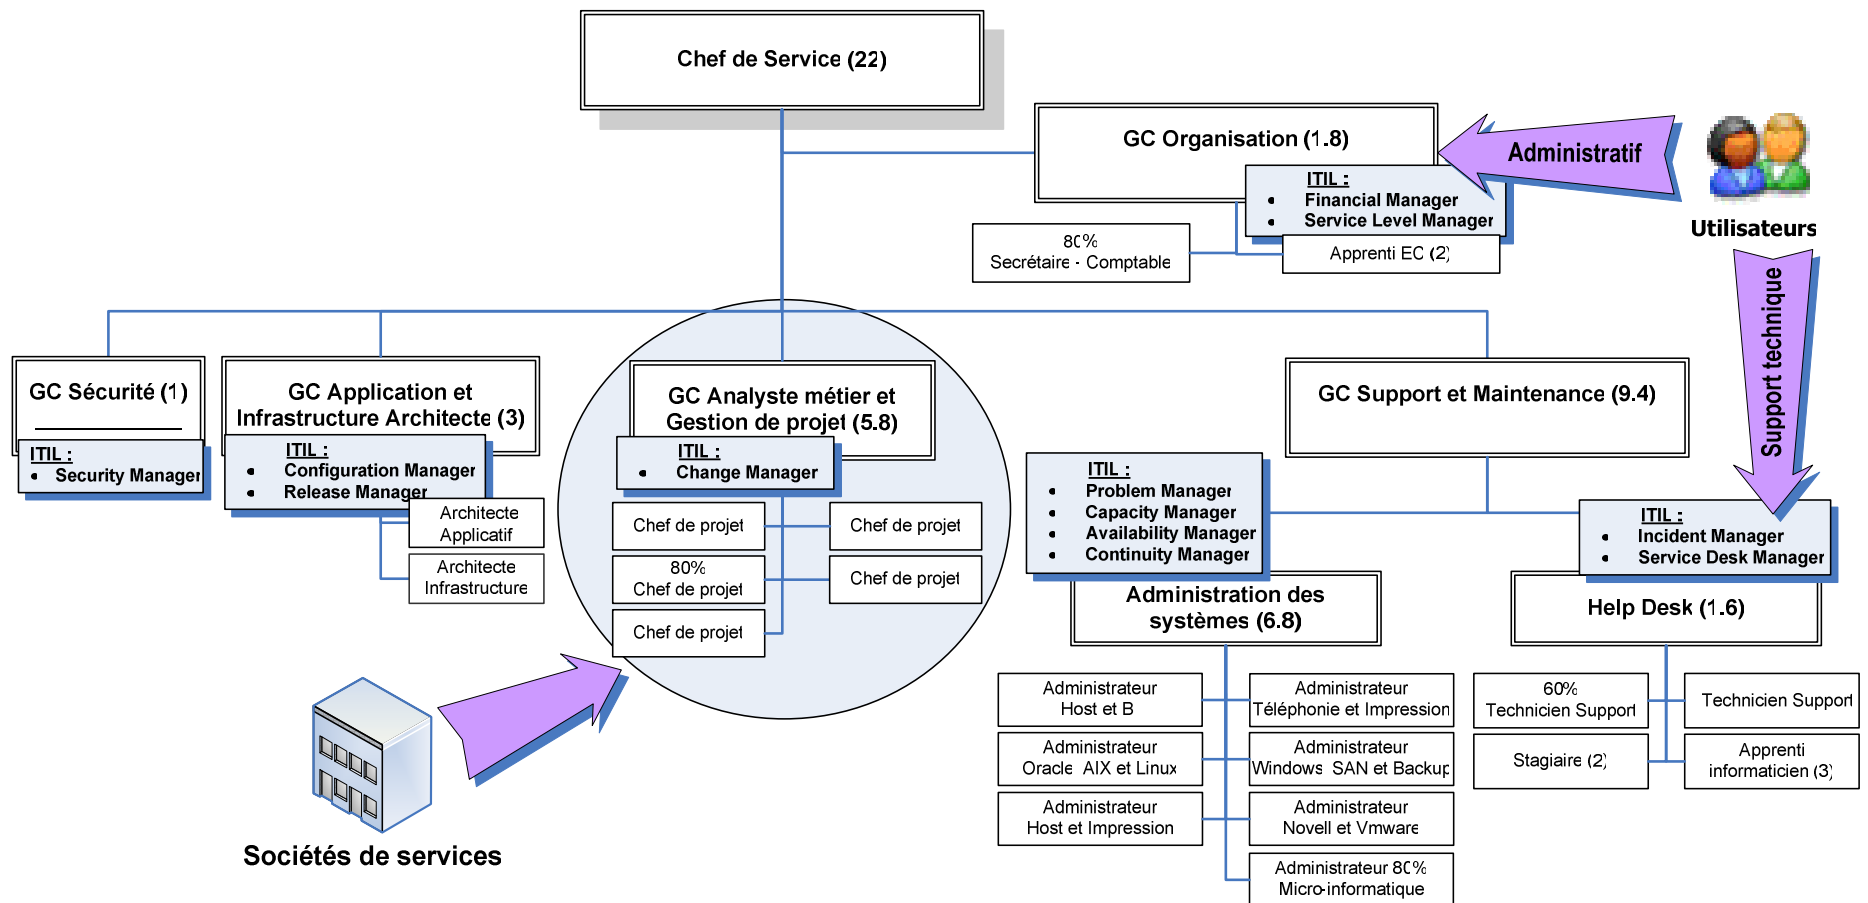 Chef de Service (22)
GC Organisation (1.8)
ITIL :
• Financial Manager
• Service Level Manager
80%
Secrétaire - Comptable
Apprenti EC (2)
Administratif
Utilisateurs
Support technique
GC Sécurité (1)
ITIL :
• Security Manager
GC Application et
Infrastructure Architecte (3)
ITIL :
• Configuration Manager
• Release Manager
Architecte
Applicatif
Architecte
Infrastructure
GC Analyste métier et
Gestion de projet (5.8)
ITIL :
• Change Manager
Chef de projet
Chef de projet
80%
Chef de projet
Chef de projet
Chef de projet
GC Support et Maintenance (9.4)
ITIL :
• Problem Manager
• Capacity Manager
• Availability Manager
• Continuity Manager
Administration des
systèmes (6.8)
Administrateur
Host et B
Administrateur
Téléphonie et Impression
Administrateur
Oracle AIX et Linux
Administrateur
Windows SAN et Backup
Administrateur
Host et Impression
Administrateur
Novell et Vmware
Administrateur 80%
Micro-informatique
ITIL :
• Incident Manager
• Service Desk Manager
Help Desk (1.6)
60%
Technicien Support
Technicien Support
Stagiaire (2)
Apprenti
informaticien (3)
Sociétés de services